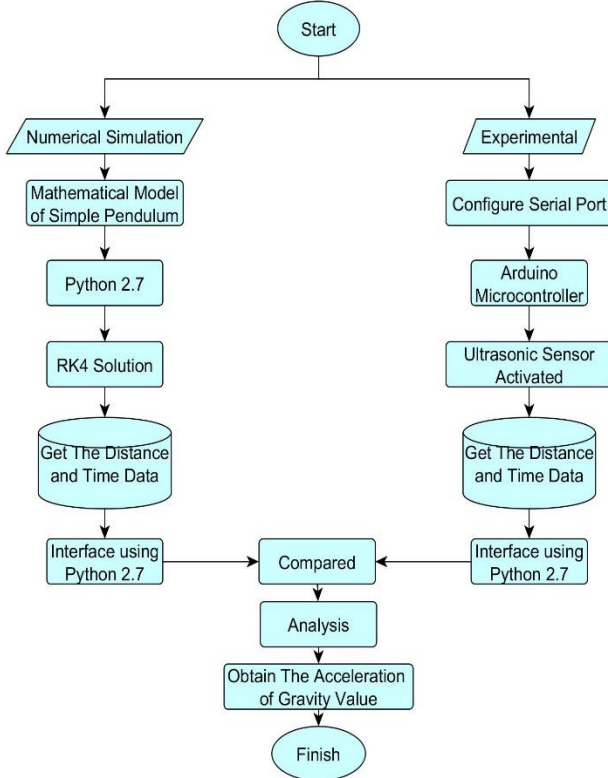 Start
Numerical Simulation
Experimental
Mathematical Model
of Simple Pendulum
Configure Serial Port
Python 2.7
Arduino
Microcontroller
RK4 Solution
Ultrasonic Sensor
Activated
Get The Distance
and Time Data
Get The Distance
and Time Data
Interface using
Python 2.7
Compared
Interface using
Python 2.7
Analysis
Obtain The Acceleration
of Gravity Value
Finish